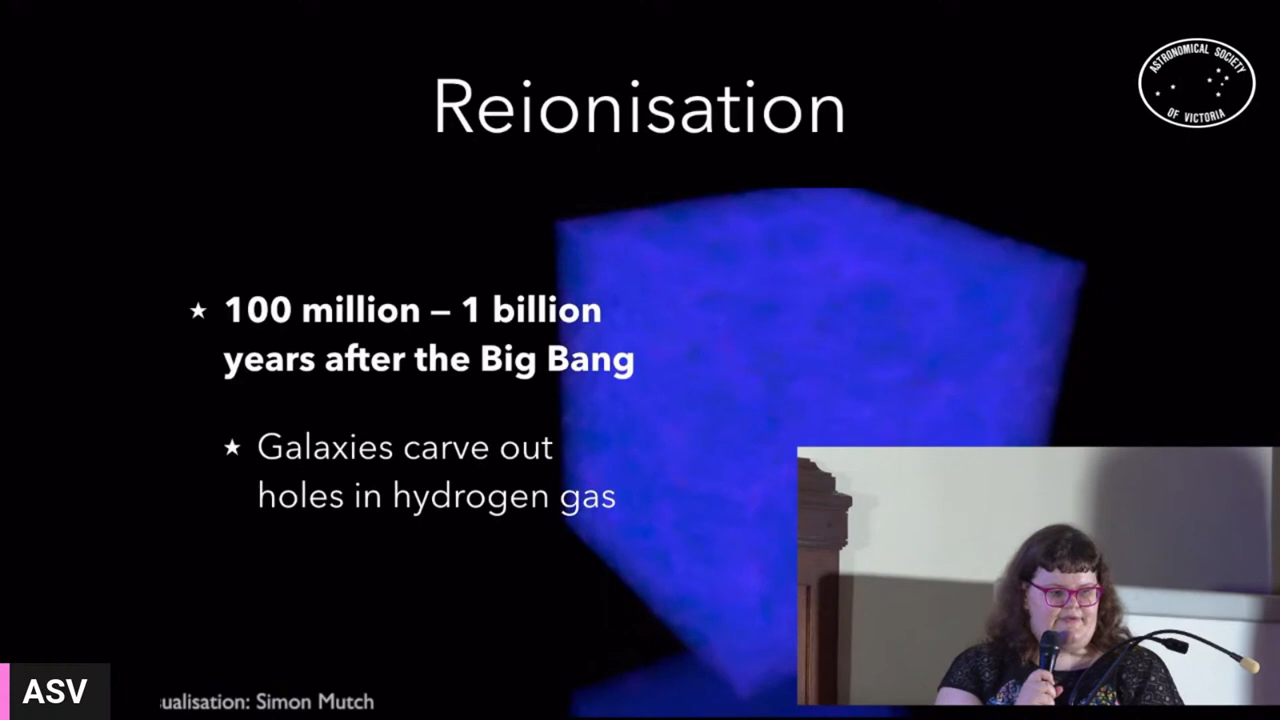 Reionisation
ASTRONOMICAL SOCIETY
OF VICTORIA
★ 100 million – 1 billion
years after the Big Bang
★ Galaxies carve out
holes in hydrogen gas
ASV
ualisation: Simon Mutch